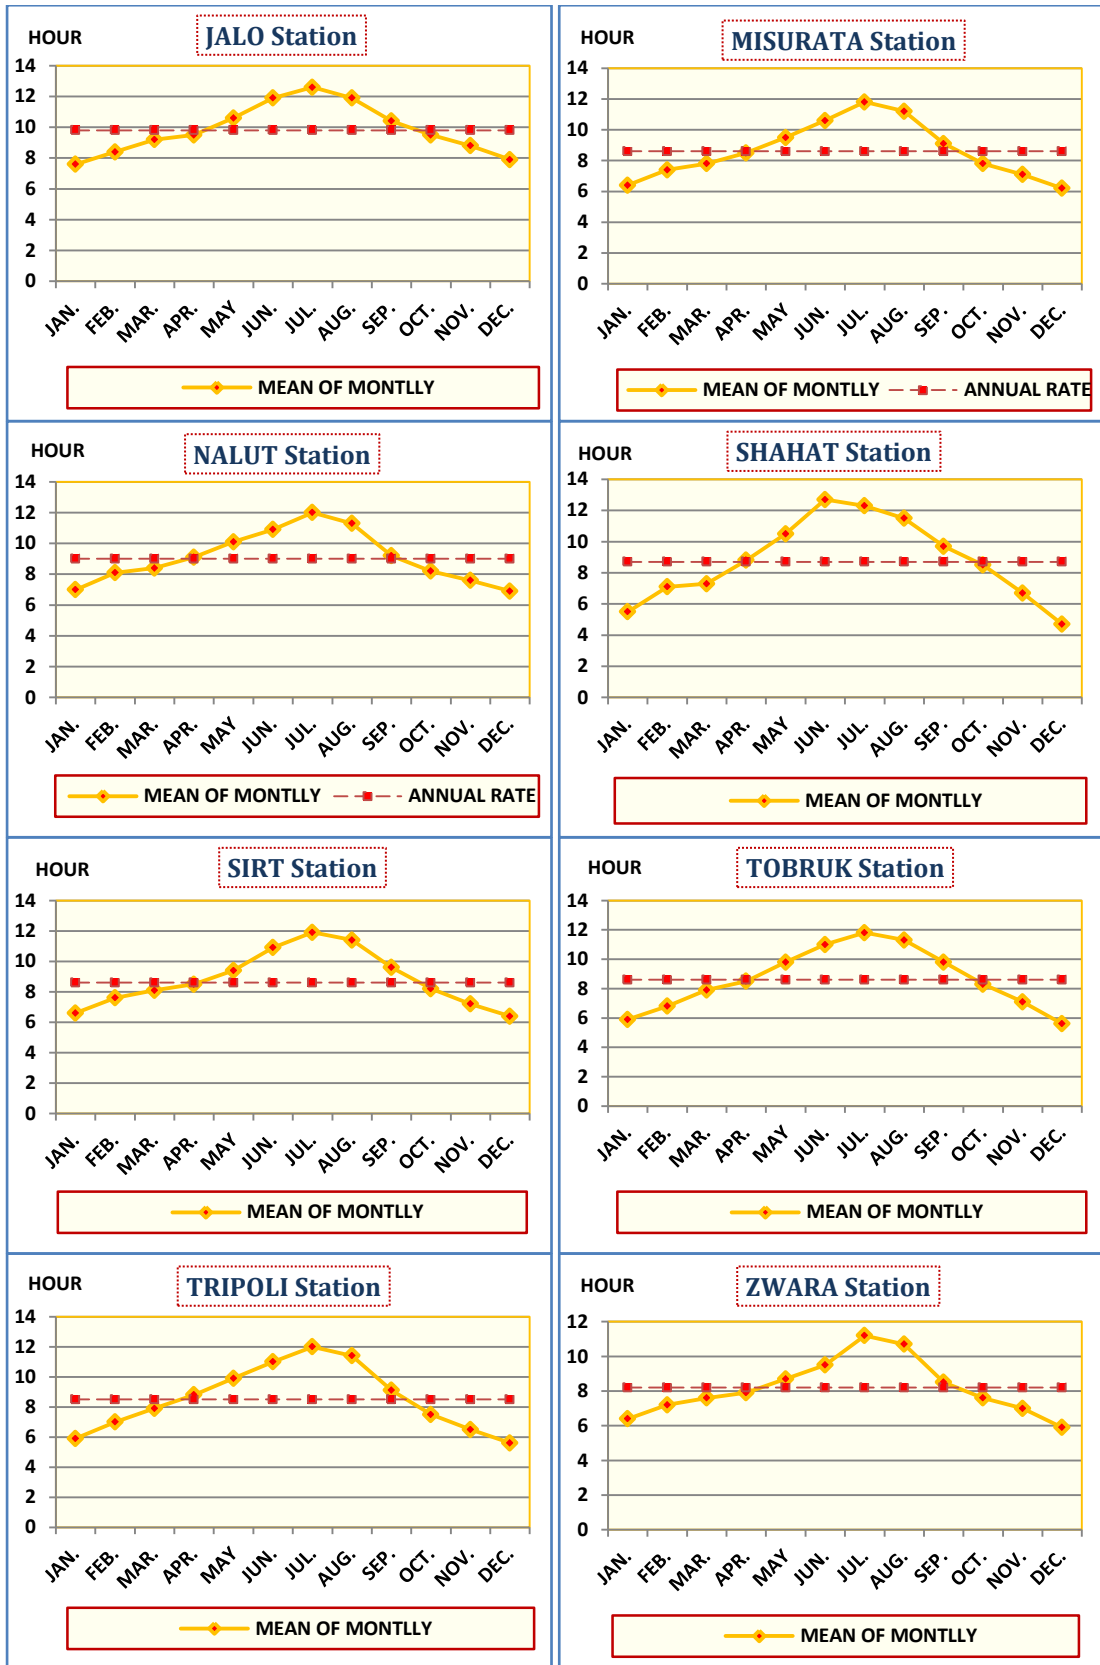 HOUR
JALO Station
14
12
10
8
6
4
2
0
JAN. FEB. MAR. APR. MAY JUN. JUL. AUG. SEP. OCT. NOV. DEC.
MEAN OF MONTLLY
HOUR
MISURATA Station
14
12
10
8
6
4
2
0
JAN. FEB. MAR. APR. MAY JUN. JUL. AUG. SEP. OCT. NOV. DEC.
MEAN OF MONTLLY ANNUAL RATE
HOUR
NALUT Station
14
12
10
8
6
4
2
0
JAN. FEB. MAR. APR. MAY JUN. JUL. AUG. SEP. OCT. NOV. DEC.
MEAN OF MONTLLY ANNUAL RATE
HOUR
SHAHAT Station
14
12
10
8
6
4
2
0
JAN. FEB. MAR. APR. MAY JUN. JUL. AUG. SEP. OCT. NOV. DEC.
MEAN OF MONTLLY
HOUR
SIRT Station
14
12
10
8
6
4
2
0
JAN. FEB. MAR. APR. MAY JUN. JUL. AUG. SEP. OCT. NOV. DEC.
MEAN OF MONTLLY
HOUR
TOBRUK Station
14
12
10
8
6
4
2
0
JAN. FEB. MAR. APR. MAY JUN. JUL. AUG. SEP. OCT. NOV. DEC.
MEAN OF MONTLLY
HOUR
TRIPOLI Station
14
12
10
8
6
4
2
0
JAN. FEB. MAR. APR. MAY JUN. JUL. AUG. SEP. OCT. NOV. DEC.
MEAN OF MONTLLY
HOUR
ZWARA Station
12
10
8
6
4
2
0
JAN. FEB. MAR. APR. MAY JUN. JUL. AUG. SEP. OCT. NOV. DEC.
MEAN OF MONTLLY